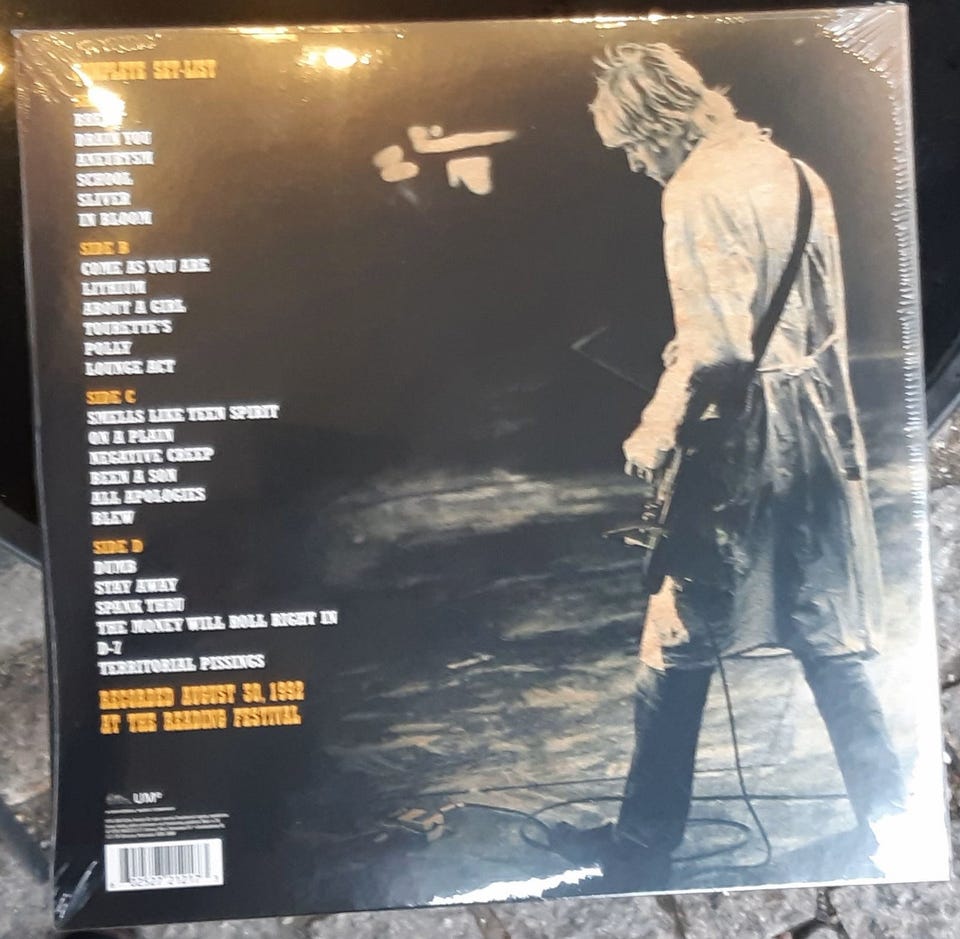 SET-LIST
DRAIN YOU
ANEURYSM
SCHOOL
SLIVER
IN BLOOM
SIDE B
COME AS YOU ARE
LITHIUM
ABOUT A GIRL
TOURETTE'S
POLLY
LOUNGE ACT
SIDE C
SMELLS LIKE TEEN SPIRIT
ON A PLAIN
NEGATIVE CREEP
BEEN A SON
ALL APOLOGIES
BLEW
SIDE D
DUMB
STAY AWAY
SPANK THRU
THE MONEY WILL ROLL RIGHT IN
D-7
TERRITORIAL PISSINGS
RECORDED AUGUST 30, 1992
AT THE READING FESTIVAL
UMe